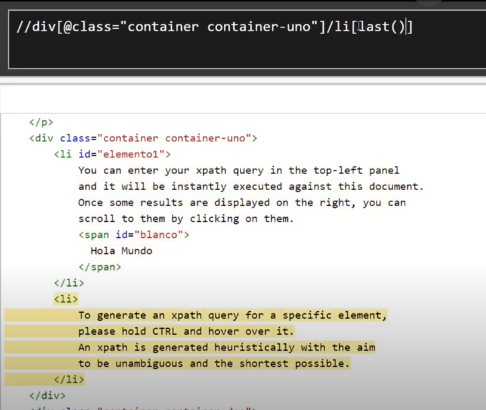 //div[@class="container container-uno"]/li[last()]
</p>
<div class="container container-uno">
<li id="elemento1">
You can enter your xpath query in the top-left panel
and it will be instantly executed against this document.
Once some results are displayed on the right, you can
scroll to them by clicking on them.
<span id="blanco">
Hola Mundo
</span>
</li>
<li>
To generate an xpath query for a specific element,
please hold CTRL and hover over it.
An xpath is generated heuristically with the aim
to be unambiguous and the shortest possible.
</li>
</div>